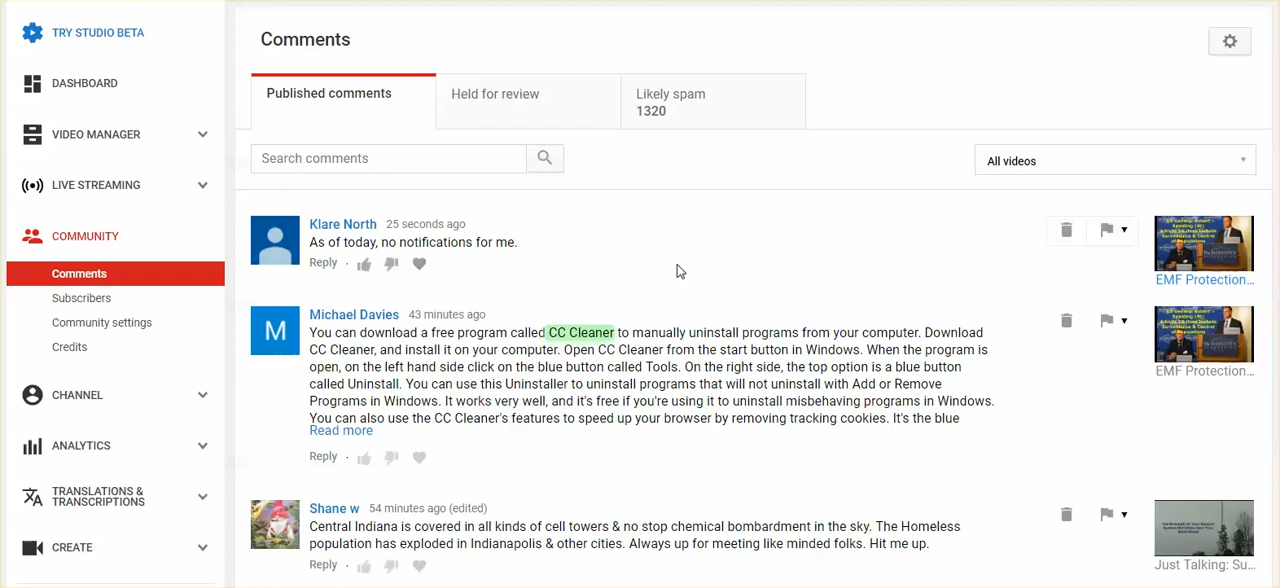 TRY STUDIO BETA
DASHBOARD
VIDEO MANAGER
LIVE STREAMING
COMMUNITY
Comments
Subscribers
Community settings
Credits
CHANNEL
ANALYTICS
TRANSLATIONS &
TRANSCRIPTIONS
CREATE
Comments
Published comments
Held for review
Likely spam
1320
Search comments
All videos
Klare North 25 seconds ago
As of today, no notifications for me.
Reply ·
EMF Protection...
M
Michael Davies 43 minutes ago
You can download a free program called CC Cleaner to manually uninstall programs from your computer. Download
CC Cleaner, and install it on your computer. Open CC Cleaner from the start button in Windows. When the program is
open, on the left hand side click on the blue button called Tools. On the right side, the top option is a blue button
called Uninstall. You can use this Uninstaller to uninstall programs that will not uninstall with Add or Remove
Programs in Windows. It works very well, and it's free if you're using it to uninstall misbehaving programs in Windows.
You can also use the CC Cleaner's features to speed up your browser by removing tracking cookies. It's the blue
Read more
Reply ·
EMF Protection...
Shane w 54 minutes ago (edited)
Central Indiana is covered in all kinds of cell towers & no stop chemical bombardment in the sky. The Homeless
population has exploded in Indianapolis & other cities. Always up for meeting like minded folks. Hit me up.
Reply ·
Just Talking: Su...